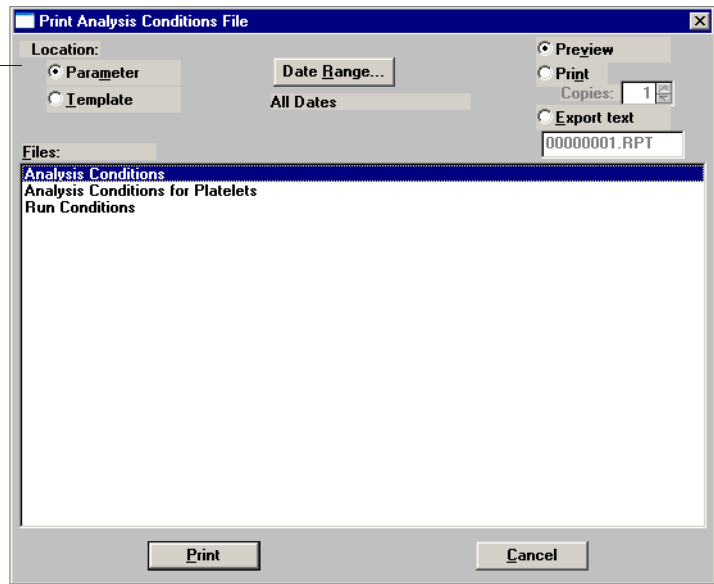 Print Analysis Conditions File
Location:
Parameter
Template
Date Range...
All Dates
Preview
Print
Copies: 1
Export text
00000001.RPT
Files:
Analysis Conditions
Analysis Conditions for Platelets
Run Conditions
Print
Cancel